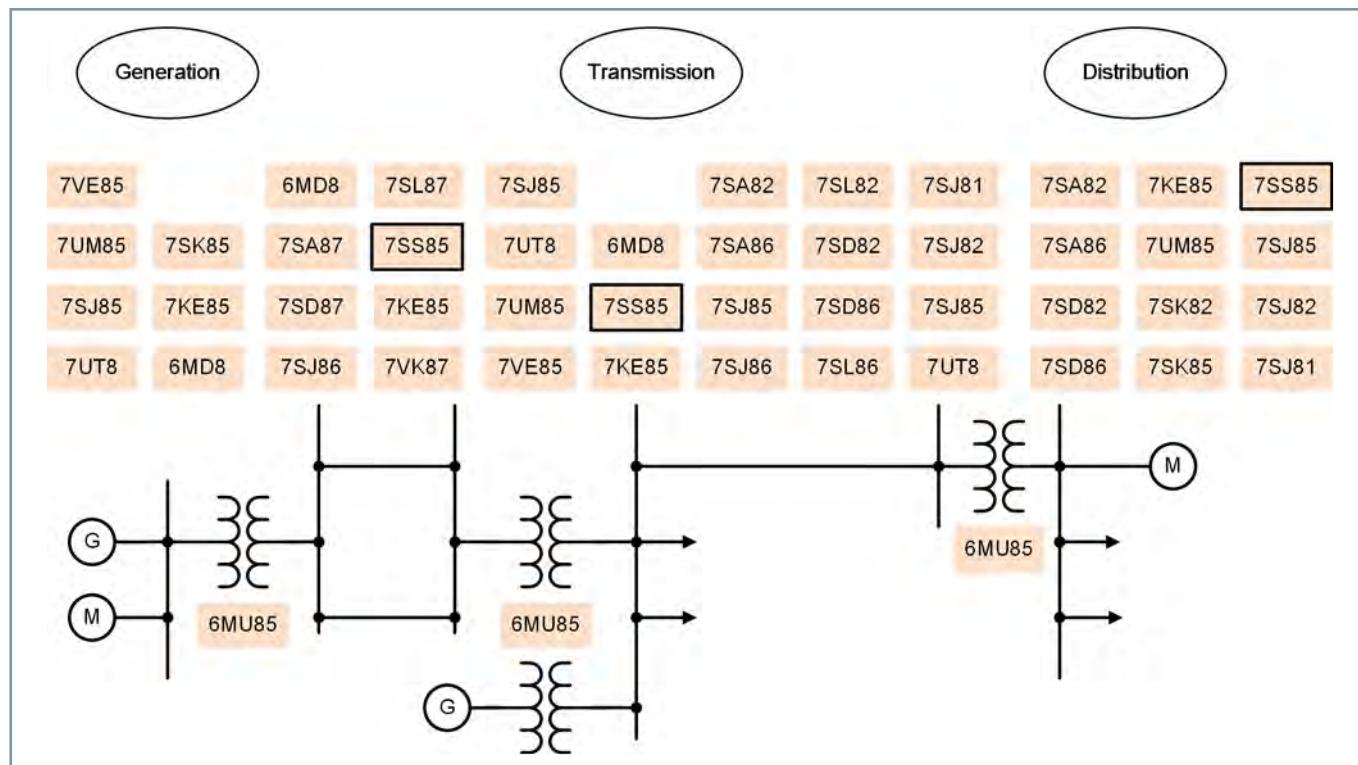 Generation Transmission Distribution
7VE85 6MD8 7SL87 7SJ85 7SA82 7SL82 7SJ81 7SA82 7KE85 7SS85
7UM85 7SK85 7SA87 7SS85 7UT8 6MD8 7SA86 7SD82 7SJ82 7SA86 7UM85 7SJ85
7SJ85 7KE85 7SD87 7KE85 7UM85 7SS85 7SJ85 7SD86 7SJ85 7SD82 7SK82 7SJ82
7UT8 6MD8 7SJ86 7VK87 7VE85 7KE85 7SJ86 7SL86 7UT8 7SD86 7SK85 7SJ81
M
G
6MU85
M
6MU85 6MU85
G